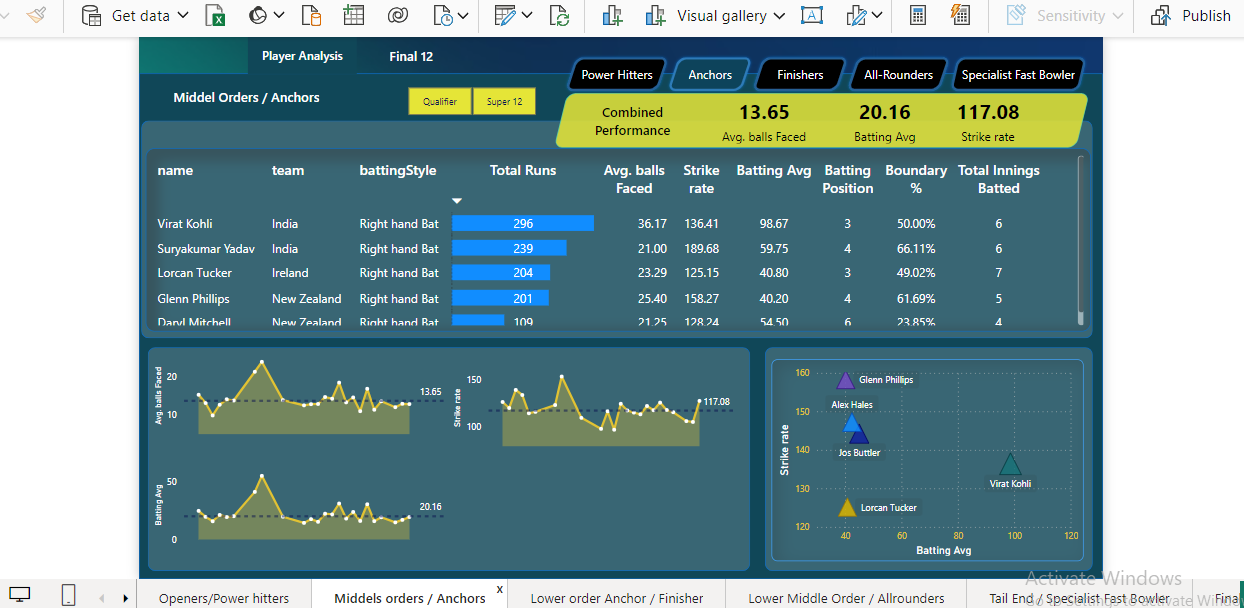 Get data
Visual gallery
Sensitivity
Publish
Player Analysis
Final 12
Power Hitters
Anchors
Finishers
All-Rounders
Specialist Fast Bowler
Middel Orders / Anchors
Qualifier
Super 12
Combined
Performance
13.65
Avg. balls Faced
20.16
Batting Avg
117.08
Strike rate
name team battingStyle Total Runs Avg. balls Faced Strike rate Batting Avg Batting Position Boundary % Total Innings Batted
Virat Kohli India Right hand Bat 296 36.17 136.41 98.67 3 50.00% 6
Suryakumar Yadav India Right hand Bat 239 21.00 189.68 59.75 4 66.11% 6
Lorcan Tucker Ireland Right hand Bat 204 23.29 125.15 40.80 3 49.02% 7
Glenn Phillips New Zealand Right hand Bat 201 25.40 158.27 40.20 4 61.69% 5
Daryl Mitchell New Zealand Right hand Bat 109 21.25 128.24 54.50 6 23.85% 4
Avg. balls Faced
20
10
13.65
Strike rate
150
100
117.08
Batting Avg
50
0
20.16
Strike rate
160
150
140
130
120
Glenn Phillips
Alex Hales
Jos Buttler
Virat Kohli
Lorcan Tucker
40 60 80 100 120
Batting Avg
Activate Windows
Openers/Power hitters
Middels orders / Anchors
X
Lower order Anchor / Finisher
Lower Middle Order / Allrounders
Tail End / Specialist Fast Bowler
Final